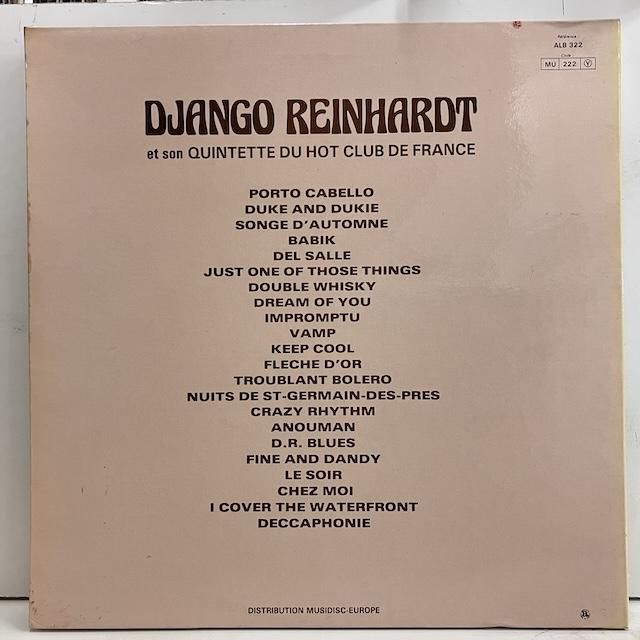 Référence
ALB 322
Code
MU 222 Y
DJANGO REINHARDT
et son QUINTETTE DU HOT CLUB DE FRANCE
PORTO CABELLO
DUKE AND DUKIE
SONGE D'AUTOMNE
BABIK
DEL SALLE
JUST ONE OF THOSE THINGS
DOUBLE WHISKY
DREAM OF YOU
IMPROMPTU
VAMP
KEEP COOL
FLECHE D'OR
TROUBLANT BOLERO
NUITS DE ST-GERMAIN-DES-PRES
CRAZY RHYTHM
ANOUMAN
D.R. BLUES
FINE AND DANDY
LE SOIR
CHEZ MOI
I COVER THE WATERFRONT
DECCAPHONIE
DISTRIBUTION MUSIDISC-EUROPE